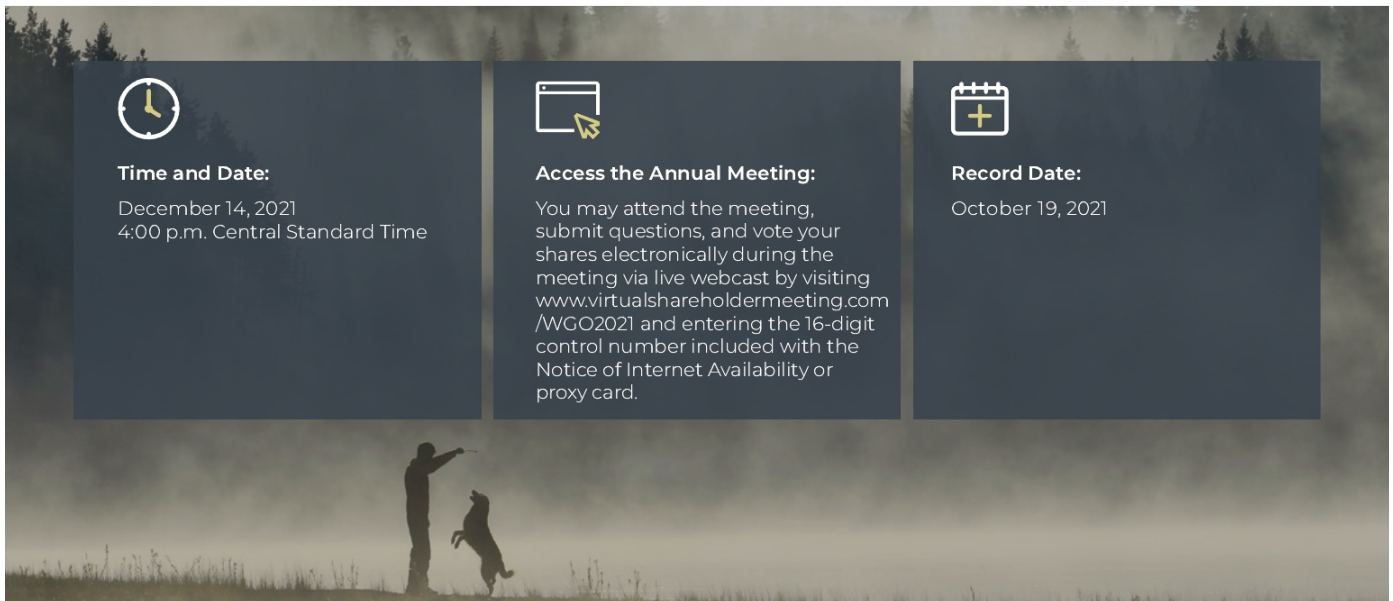 Time and Date:
December 14, 2021
4:00 p.m. Central Standard Time
Access the Annual Meeting:
You may attend the meeting,
submit questions, and vote your
shares electronically during the
meeting via live webcast by visiting
www.virtualshareholdermeeting.com
/WGO2021 and entering the 16-digit
control number included with the
Notice of Internet Availability or
proxy card.
Record Date:
October 19, 2021